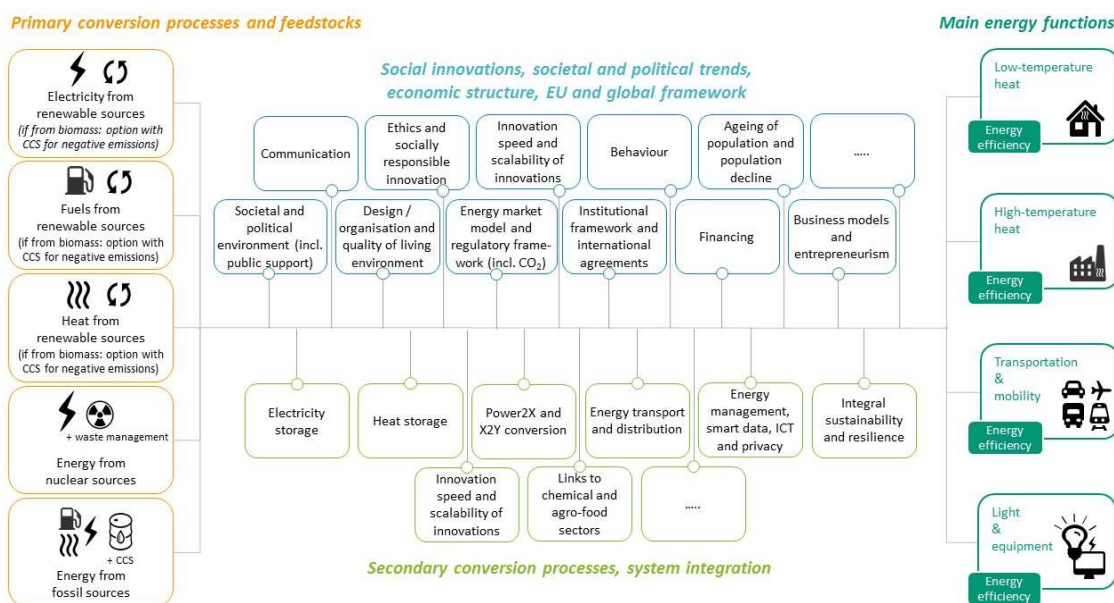 Primary conversion processes and feedstocks
Main energy functions
Electricity from
renewable sources
(if from biomass: option with
CCS for negative emissions)
Fuels from
renewable sources
(if from biomass: option with
CCS for negative emissions)
Heat from
renewable sources
(if from biomass: option with
CCS for negative emissions)
+ waste management
Energy from
nuclear sources
+ CCS
Energy from
fossil sources
Social innovations, societal and political trends,
economic structure, EU and global framework
Communication
Ethics and
socially
responsible
innovation
Innovation
speed and
scalability of
innovations
Behaviour
Ageing of
population and
population
decline
.....
Societal and
political
environment (incl.
public support)
Design /
organisation and
quality of living
environment
Energy market
model and
regulatory frame-
work (incl. CO₂)
Institutional
framework and
international
agreements
Financing
Business models
and
entrepreneurism
Electricity
storage
Heat storage
Power2X and
X2Y conversion
Energy transport
and distribution
Energy
management,
smart data, ICT
and privacy
Integral
sustainability
and resilience
Innovation
speed and
scalability of
innovations
Links to
chemical and
agro-food
sectors
.....
Secondary conversion processes, system integration
Low-temperature
heat
Energy
efficiency
High-temperature
heat
Energy
efficiency
Transportation
&
mobility
Energy
efficiency
Light
&
equipment
Energy
efficiency